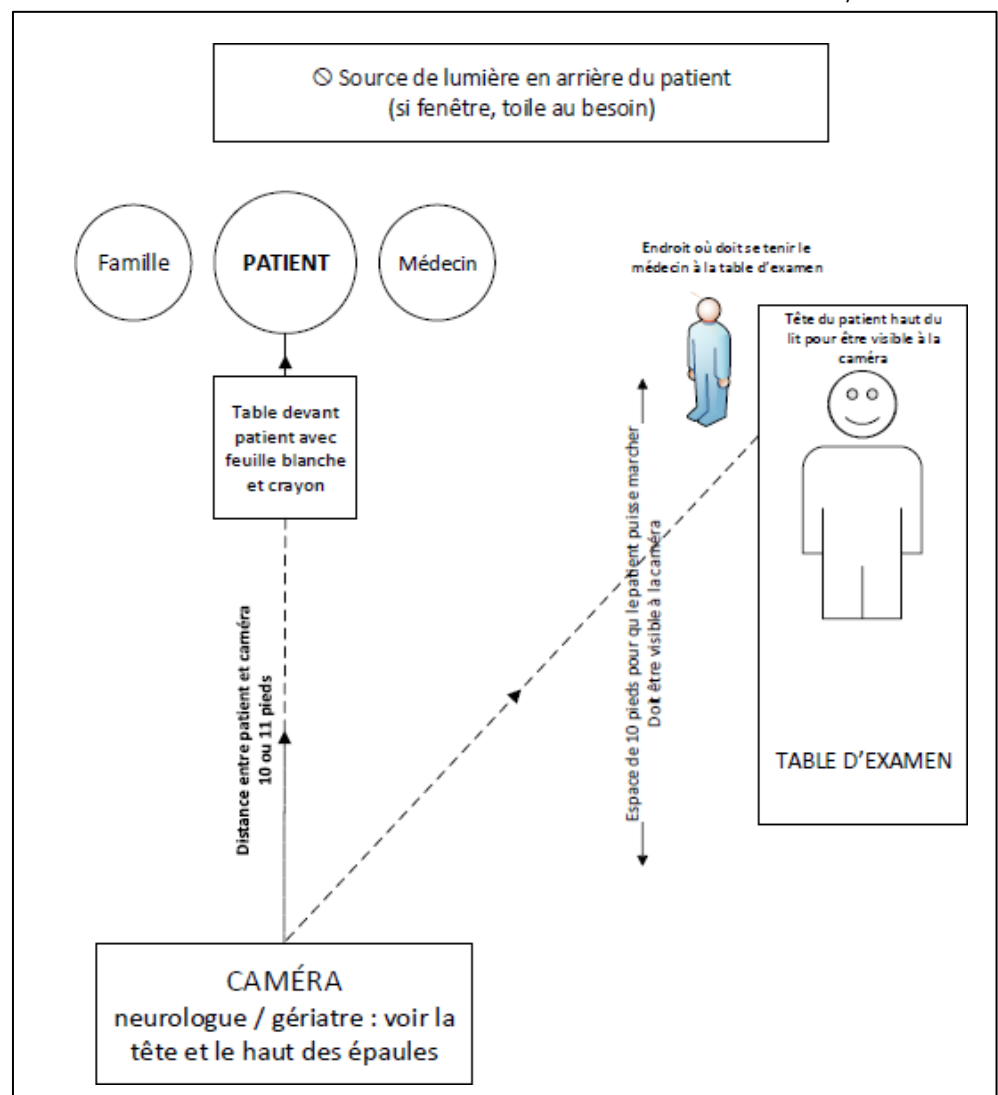 ⃠ Source de lumière en arrière du patient
(si fenêtre, toile au besoin)
Famille
PATIENT
Médecin
Endroit où doit se tenir le
médecin à la table d'examen
Tête du patient haut du
lit pour être visible à la
caméra
Table devant
patient avec
feuille blanche
et crayon
Distance entre patient et caméra
10 ou 11 pieds
Espace de 10 pieds pour qu le patient puisse marcher
Doit être visible à la caméra
TABLE D'EXAMEN
CAMÉRA
neurologue / gériatre : voir la
tête et le haut des épaules